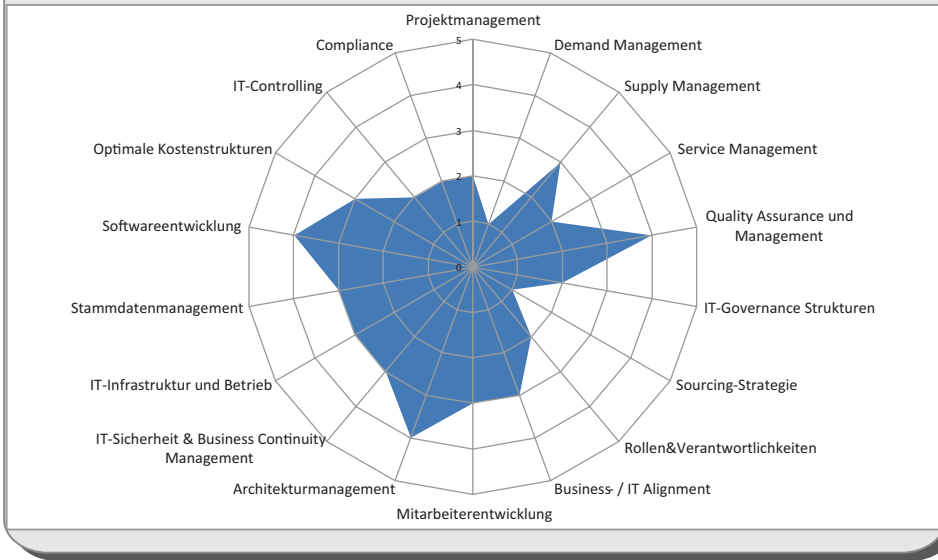 Projektmanagement
Demand Management
Supply Management
Service Management
Quality Assurance und
Management
IT-Governance Strukturen
Sourcing-Strategie
Rollen&Verantwortlichkeiten
Business- / IT Alignment
Mitarbeiterentwicklung
Architekturmanagement
IT-Sicherheit & Business Continuity
Management
IT-Infrastruktur und Betrieb
Stammdatenmanagement
Softwareentwicklung
Optimale Kostenstrukturen
IT-Controlling
Compliance
5
4
3
2
1
0